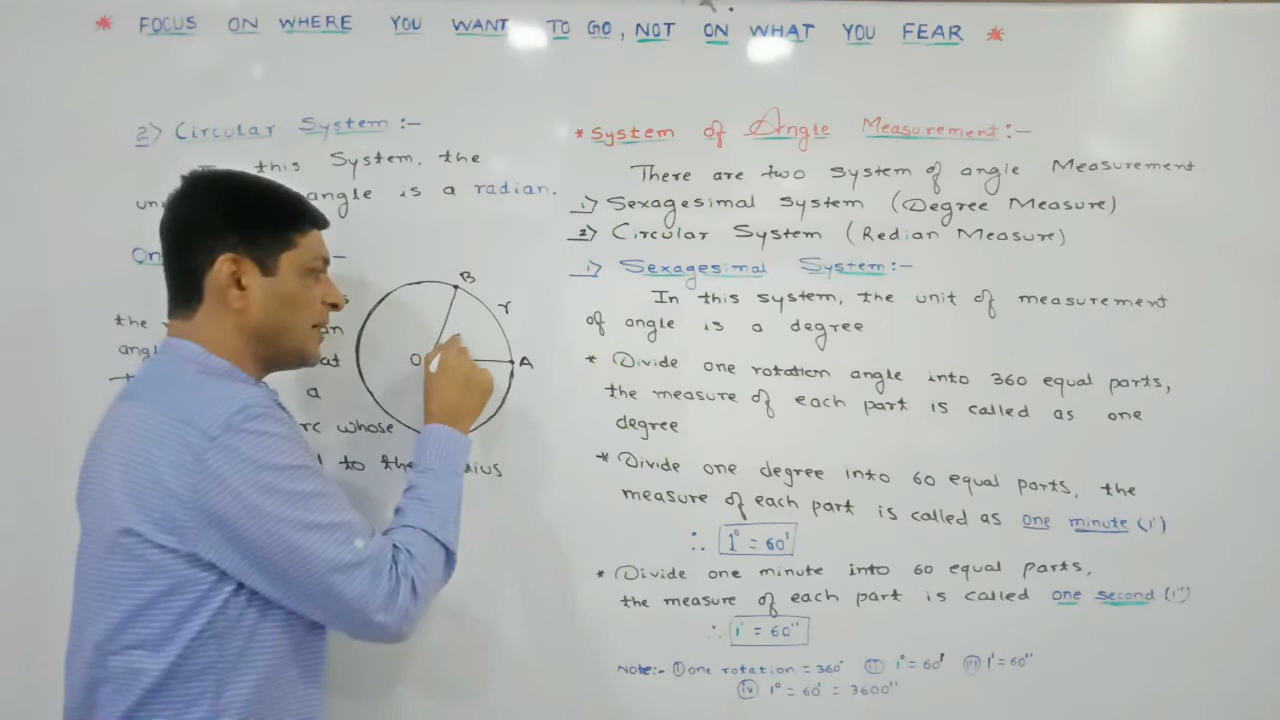 * FOCUS ON WHERE YOU WANT TO GO, NOT ON WHAT YOU FEAR *
2) Circular System :-
this System, the
angle is a radian.
On
the
angl at
a
rc whose
to the
B
r
O
A
* System of Angle Measurement :-
There are two system of angle Measurement
1) Sexagesimal system (Degree Measure)
2) Circular System (Redian Measure)
1) Sexagesimal System :-
In this system, the unit of measurement
of angle is a degree
* Divide one rotation angle into 360 equal parts,
the measure of each part is called as one
degree
* Divide one degree into 60 equal parts, the
measure of each part is called as one minute (1')
∴ 1° = 60'
* Divide one minute into 60 equal parts,
the measure of each part is called one second (1")
∴ 1' = 60"
Note:- (i) one rotation = 360° (ii) 1° = 60' (iii) 1' = 60"
(iv) 1° = 60' = 3600"